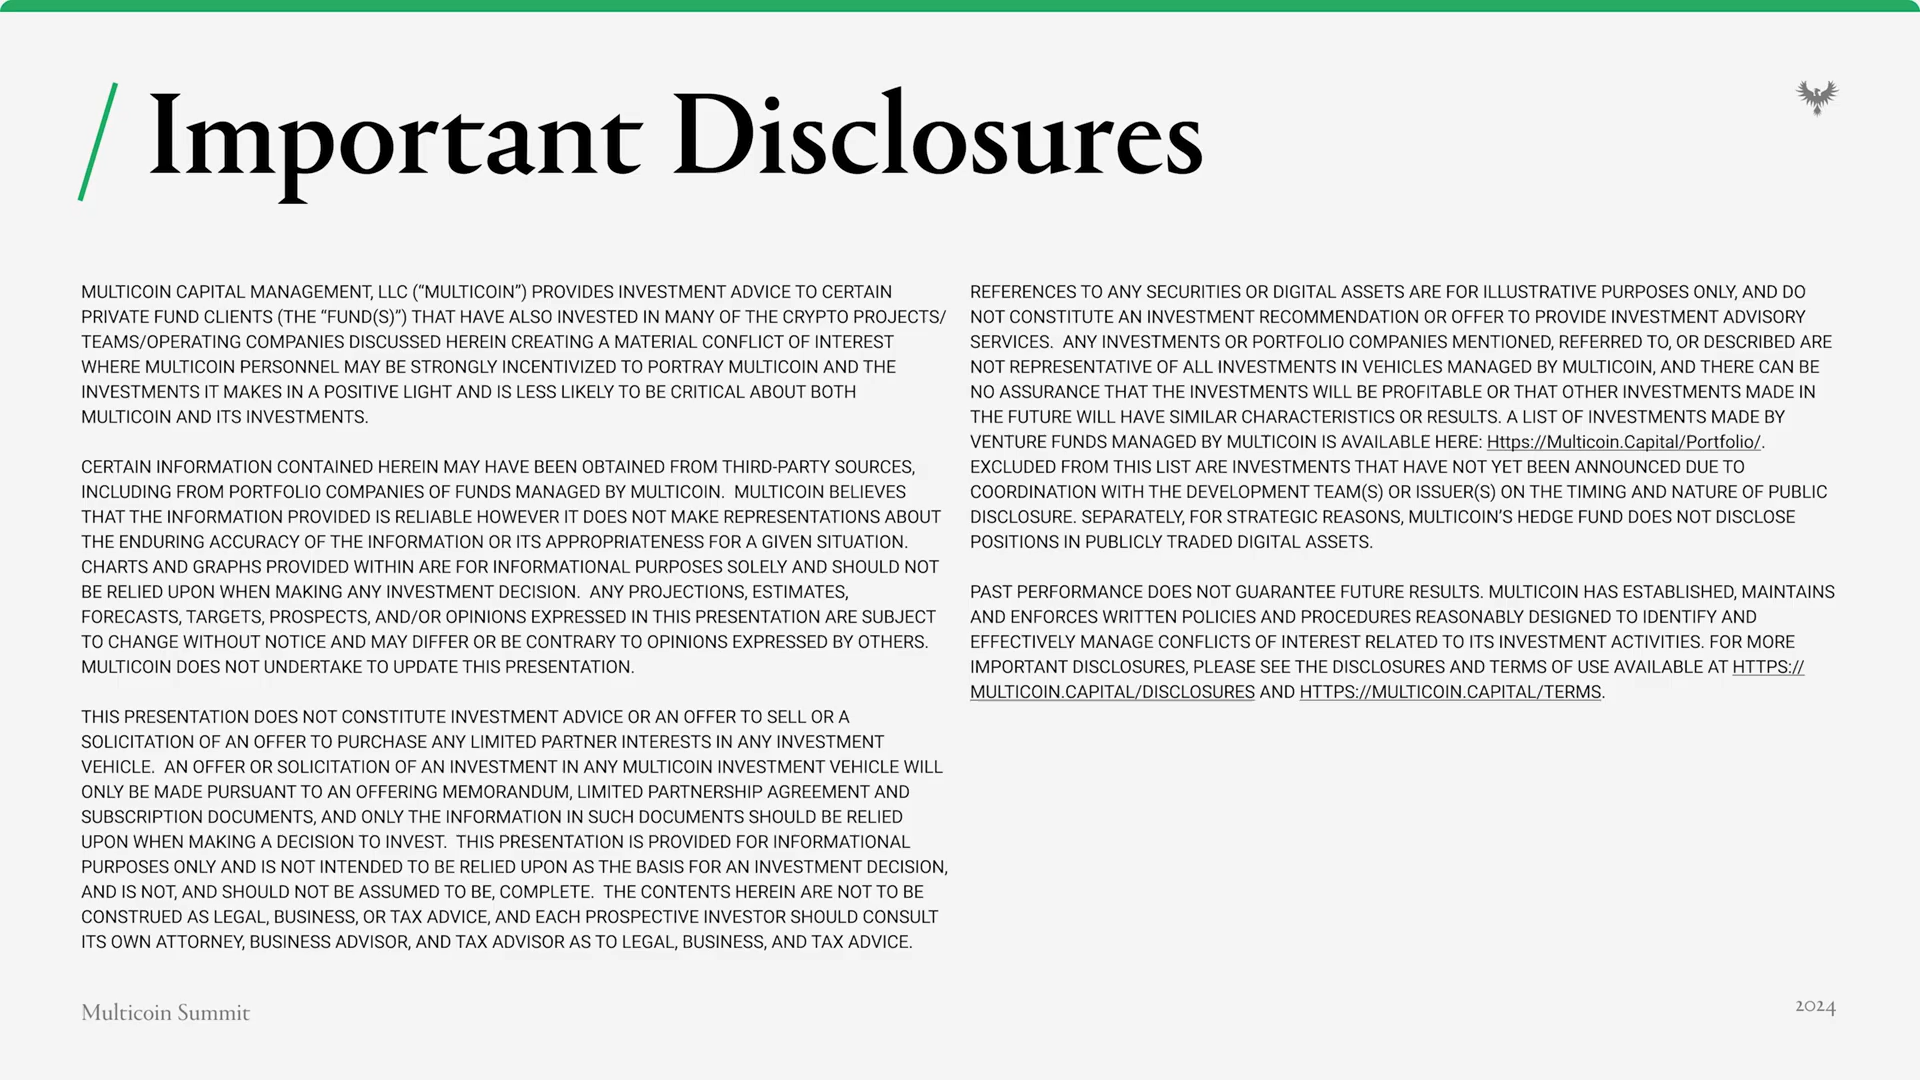 Important Disclosures
MULTICOIN CAPITAL MANAGEMENT, LLC (“MULTICOIN”) PROVIDES INVESTMENT ADVICE TO CERTAIN
PRIVATE FUND CLIENTS (THE “FUND(S)”) THAT HAVE ALSO INVESTED IN MANY OF THE CRYPTO PROJECTS/
TEAMS/OPERATING COMPANIES DISCUSSED HEREIN CREATING A MATERIAL CONFLICT OF INTEREST
WHERE MULTICOIN PERSONNEL MAY BE STRONGLY INCENTIVIZED TO PORTRAY MULTICOIN AND THE
INVESTMENTS IT MAKES IN A POSITIVE LIGHT AND IS LESS LIKELY TO BE CRITICAL ABOUT BOTH
MULTICOIN AND ITS INVESTMENTS.
CERTAIN INFORMATION CONTAINED HEREIN MAY HAVE BEEN OBTAINED FROM THIRD-PARTY SOURCES,
INCLUDING FROM PORTFOLIO COMPANIES OF FUNDS MANAGED BY MULTICOIN.  MULTICOIN BELIEVES
THAT THE INFORMATION PROVIDED IS RELIABLE HOWEVER IT DOES NOT MAKE REPRESENTATIONS ABOUT
THE ENDURING ACCURACY OF THE INFORMATION OR ITS APPROPRIATENESS FOR A GIVEN SITUATION.
CHARTS AND GRAPHS PROVIDED WITHIN ARE FOR INFORMATIONAL PURPOSES SOLELY AND SHOULD NOT
BE RELIED UPON WHEN MAKING ANY INVESTMENT DECISION.  ANY PROJECTIONS, ESTIMATES,
FORECASTS, TARGETS, PROSPECTS, AND/OR OPINIONS EXPRESSED IN THIS PRESENTATION ARE SUBJECT
TO CHANGE WITHOUT NOTICE AND MAY DIFFER OR BE CONTRARY TO OPINIONS EXPRESSED BY OTHERS.
MULTICOIN DOES NOT UNDERTAKE TO UPDATE THIS PRESENTATION.
THIS PRESENTATION DOES NOT CONSTITUTE INVESTMENT ADVICE OR AN OFFER TO SELL OR A
SOLICITATION OF AN OFFER TO PURCHASE ANY LIMITED PARTNER INTERESTS IN ANY INVESTMENT
VEHICLE.  AN OFFER OR SOLICITATION OF AN INVESTMENT IN ANY MULTICOIN INVESTMENT VEHICLE WILL
ONLY BE MADE PURSUANT TO AN OFFERING MEMORANDUM, LIMITED PARTNERSHIP AGREEMENT AND
SUBSCRIPTION DOCUMENTS, AND ONLY THE INFORMATION IN SUCH DOCUMENTS SHOULD BE RELIED
UPON WHEN MAKING A DECISION TO INVEST.  THIS PRESENTATION IS PROVIDED FOR INFORMATIONAL
PURPOSES ONLY AND IS NOT INTENDED TO BE RELIED UPON AS THE BASIS FOR AN INVESTMENT DECISION,
AND IS NOT, AND SHOULD NOT BE ASSUMED TO BE, COMPLETE.  THE CONTENTS HEREIN ARE NOT TO BE
CONSTRUED AS LEGAL, BUSINESS, OR TAX ADVICE, AND EACH PROSPECTIVE INVESTOR SHOULD CONSULT
ITS OWN ATTORNEY, BUSINESS ADVISOR, AND TAX ADVISOR AS TO LEGAL, BUSINESS, AND TAX ADVICE.
REFERENCES TO ANY SECURITIES OR DIGITAL ASSETS ARE FOR ILLUSTRATIVE PURPOSES ONLY, AND DO
NOT CONSTITUTE AN INVESTMENT RECOMMENDATION OR OFFER TO PROVIDE INVESTMENT ADVISORY
SERVICES.  ANY INVESTMENTS OR PORTFOLIO COMPANIES MENTIONED, REFERRED TO, OR DESCRIBED ARE
NOT REPRESENTATIVE OF ALL INVESTMENTS IN VEHICLES MANAGED BY MULTICOIN, AND THERE CAN BE
NO ASSURANCE THAT THE INVESTMENTS WILL BE PROFITABLE OR THAT OTHER INVESTMENTS MADE IN
THE FUTURE WILL HAVE SIMILAR CHARACTERISTICS OR RESULTS. A LIST OF INVESTMENTS MADE BY
VENTURE FUNDS MANAGED BY MULTICOIN IS AVAILABLE HERE: Https://Multicoin.Capital/Portfolio/.
EXCLUDED FROM THIS LIST ARE INVESTMENTS THAT HAVE NOT YET BEEN ANNOUNCED DUE TO
COORDINATION WITH THE DEVELOPMENT TEAM(S) OR ISSUER(S) ON THE TIMING AND NATURE OF PUBLIC
DISCLOSURE. SEPARATELY, FOR STRATEGIC REASONS, MULTICOIN’S HEDGE FUND DOES NOT DISCLOSE
POSITIONS IN PUBLICLY TRADED DIGITAL ASSETS.
PAST PERFORMANCE DOES NOT GUARANTEE FUTURE RESULTS. MULTICOIN HAS ESTABLISHED, MAINTAINS
AND ENFORCES WRITTEN POLICIES AND PROCEDURES REASONABLY DESIGNED TO IDENTIFY AND
EFFECTIVELY MANAGE CONFLICTS OF INTEREST RELATED TO ITS INVESTMENT ACTIVITIES. FOR MORE
IMPORTANT DISCLOSURES, PLEASE SEE THE DISCLOSURES AND TERMS OF USE AVAILABLE AT HTTPS://
MULTICOIN.CAPITAL/DISCLOSURES AND HTTPS://MULTICOIN.CAPITAL/TERMS.
Multicoin Summit
2024